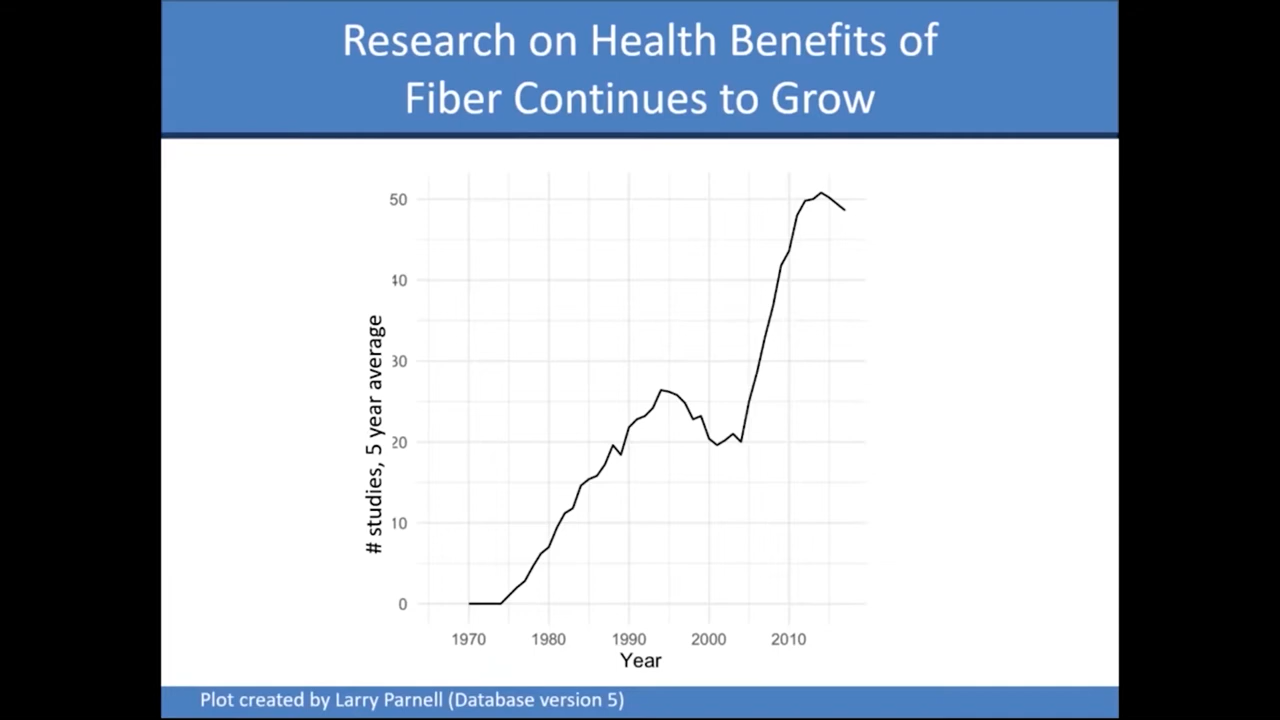 Research on Health Benefits of
Fiber Continues to Grow
# studies, 5 year average
50
40
30
20
10
0
1970 1980 1990 2000 2010
Year
Plot created by Larry Parnell (Database version 5)